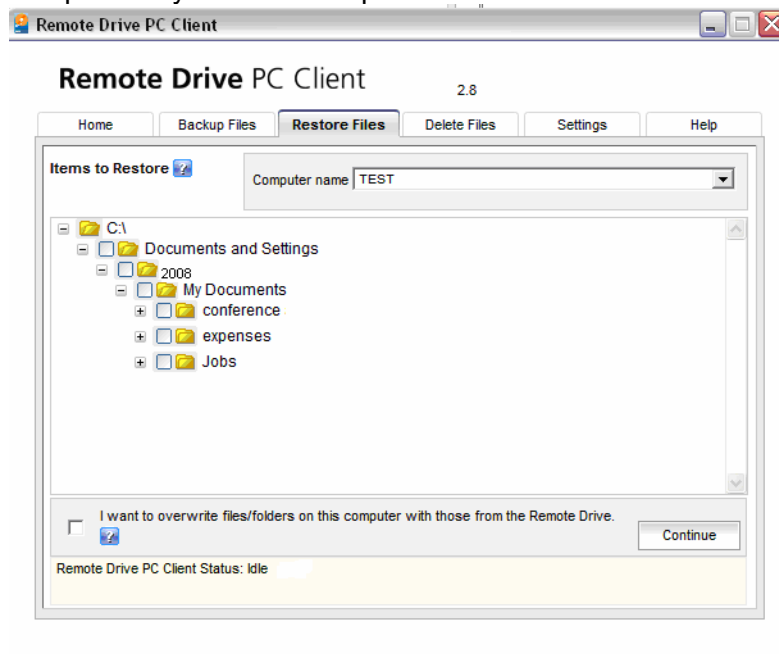 Remote Drive PC Client
Remote Drive PC Client 2.8
Home Backup Files Restore Files Delete Files Settings Help
Items to Restore ?
Computer name TEST
C:\
Documents and Settings
2008
My Documents
conference
expenses
Jobs
I want to overwrite files/folders on this computer with those from the Remote Drive.
?
Continue
Remote Drive PC Client Status: Idle